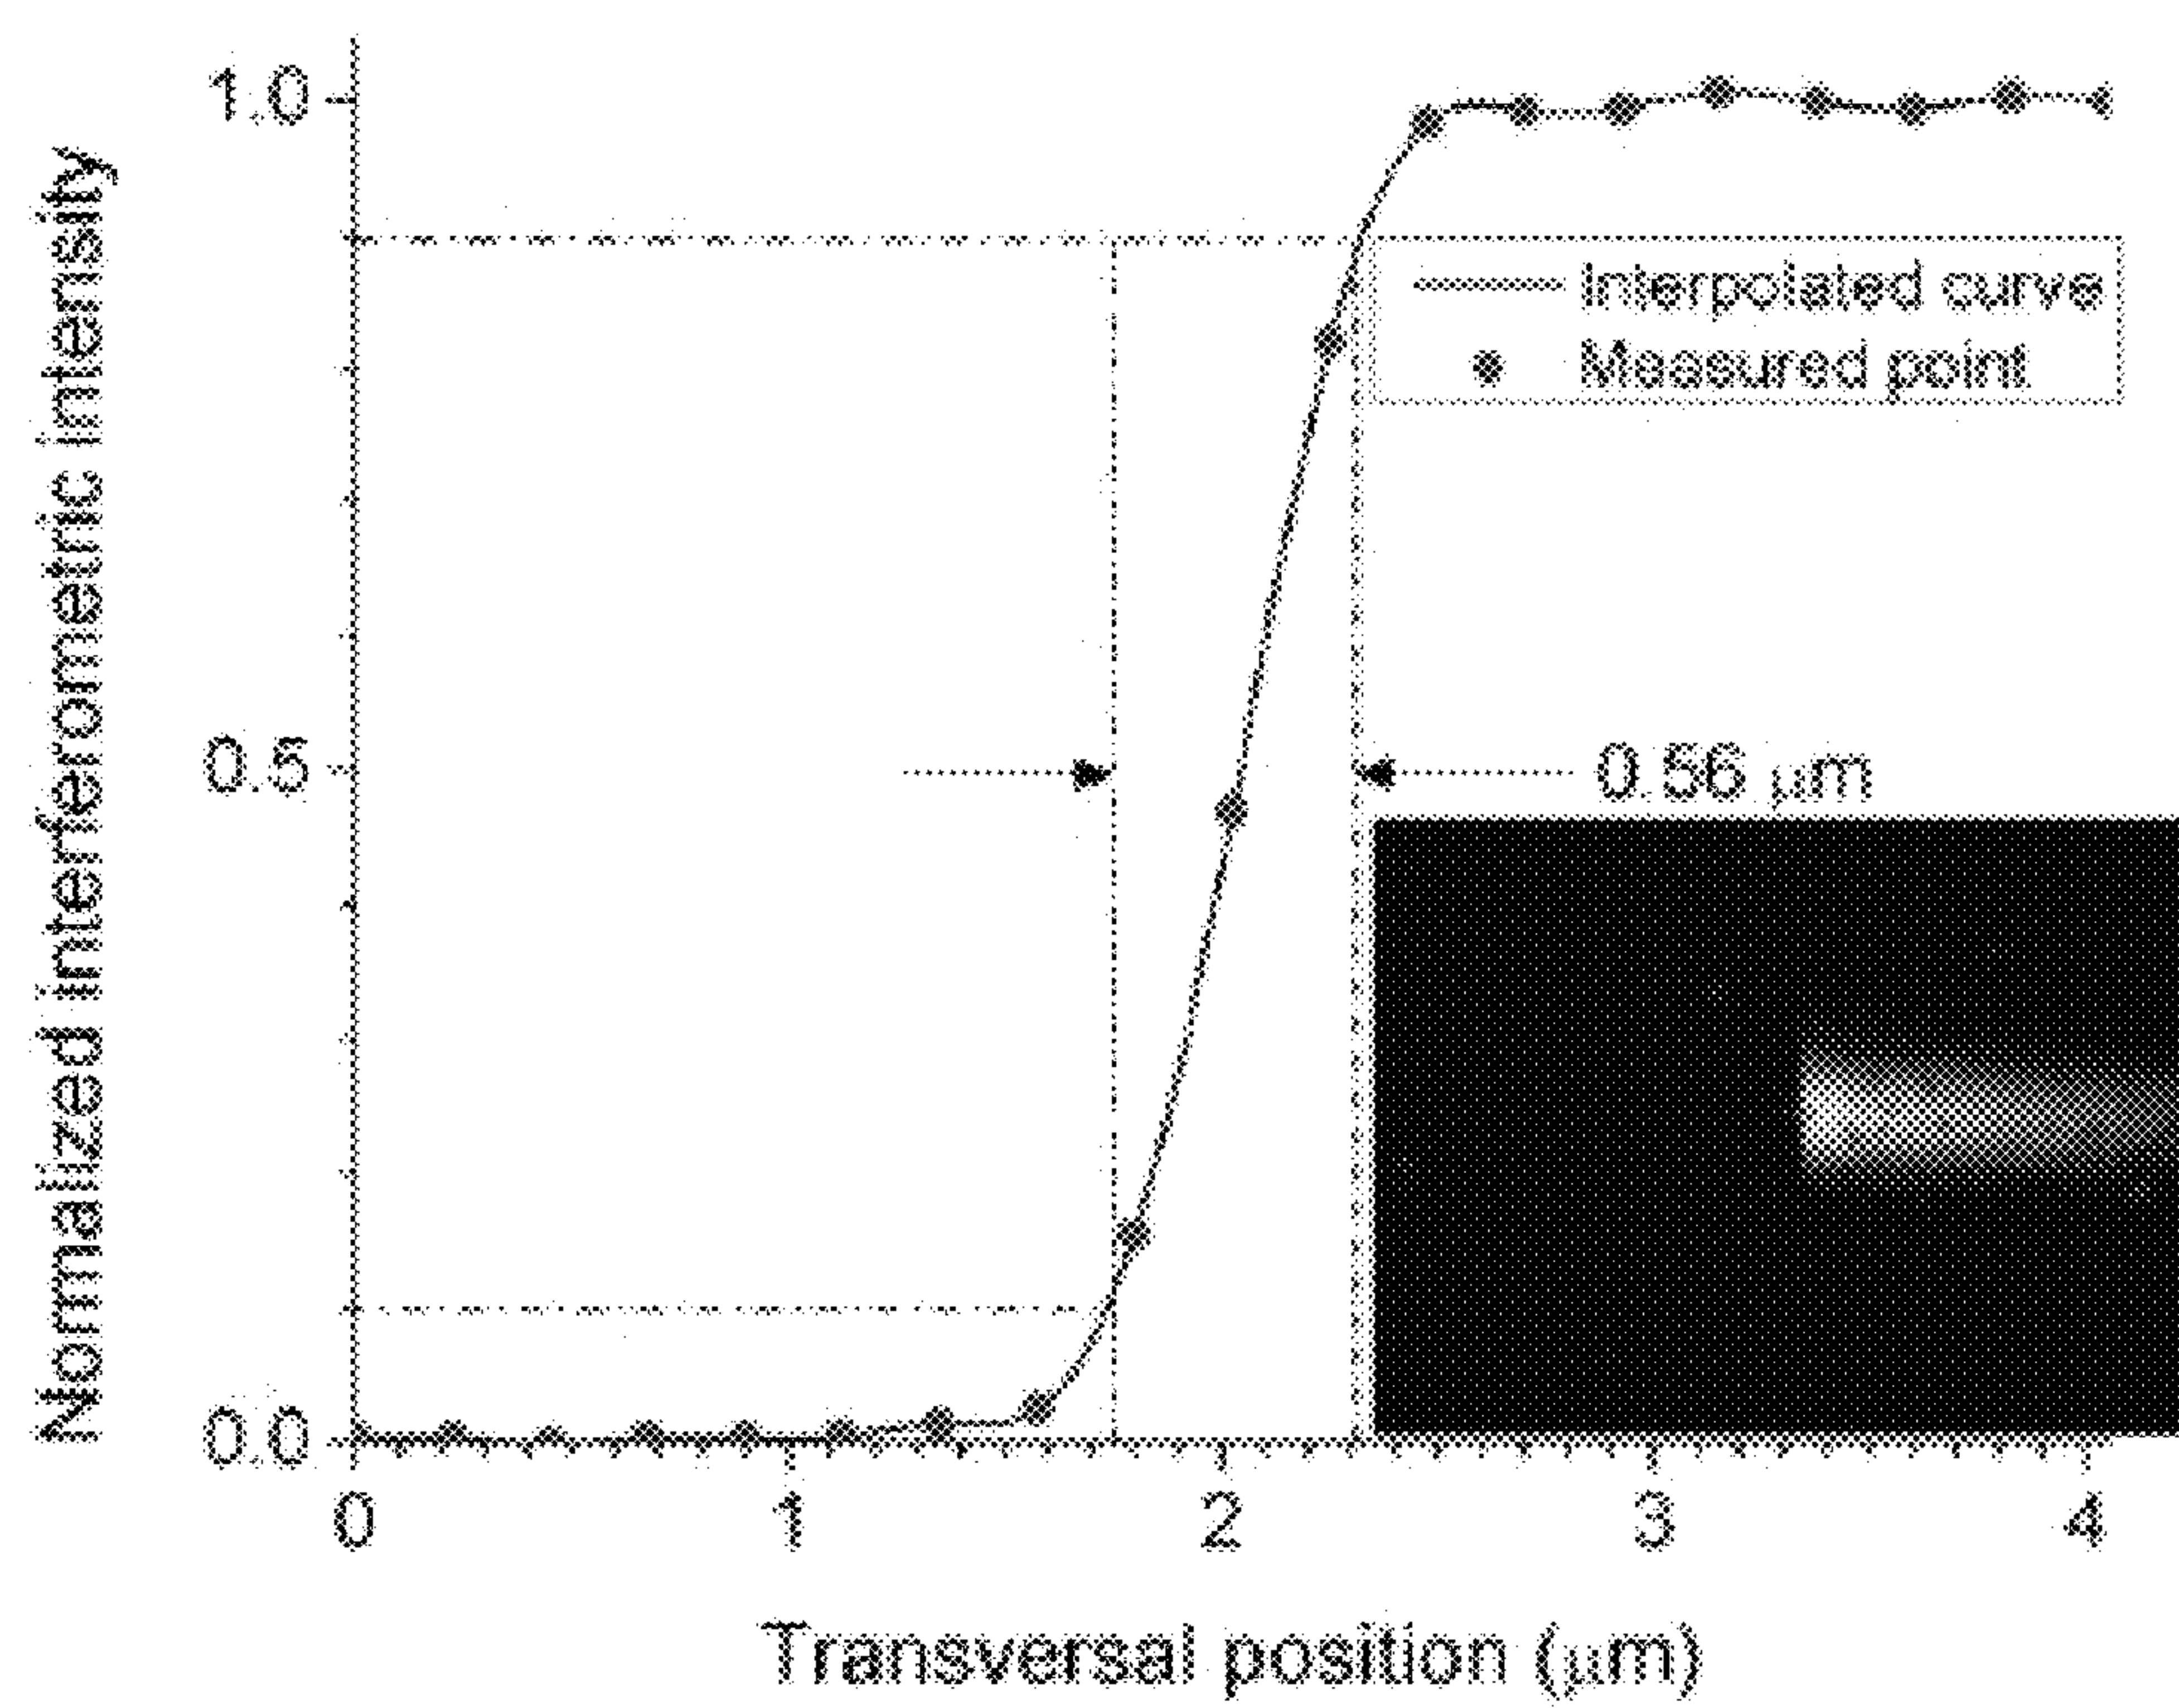 Normalized interferometric intensity
1.0
0.5
0.0
Interpolated curve
Measured point
0.56 μm
0 1 2 3 4
Transversal position (μm)